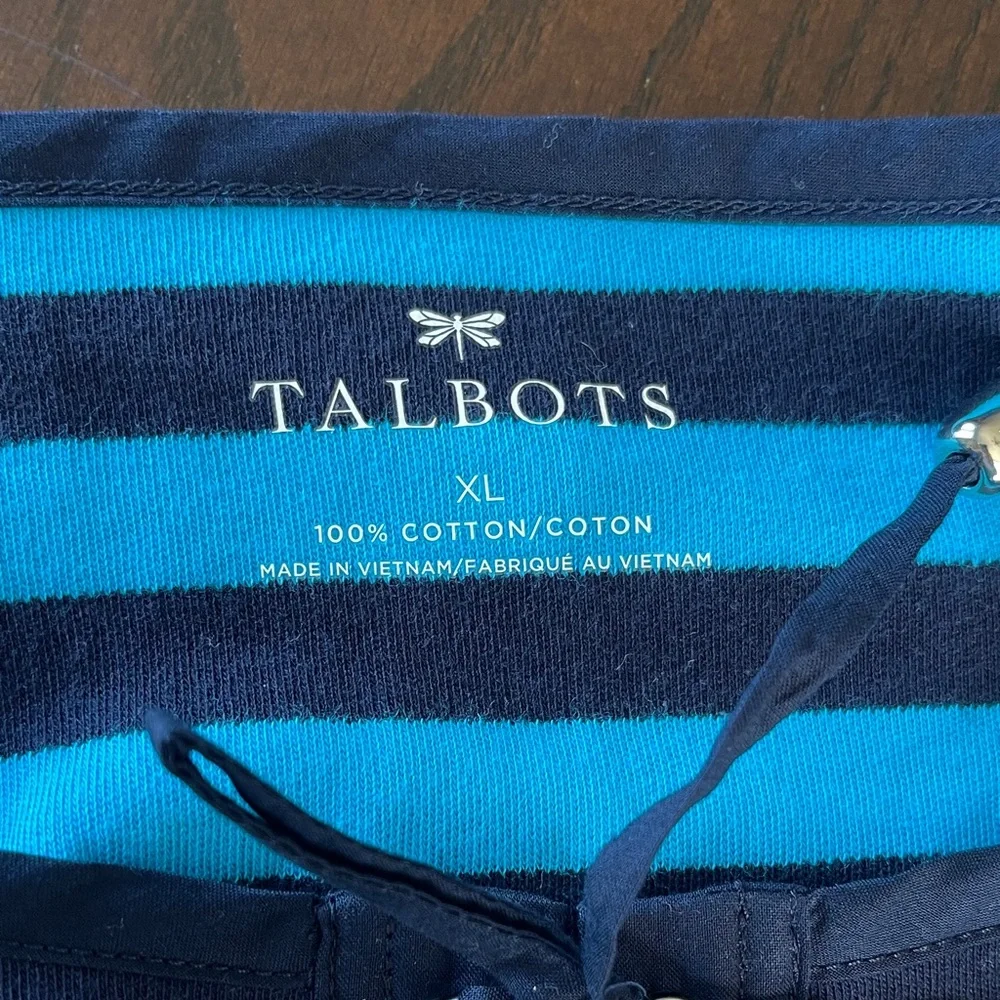 TALBOTS
XL
100% COTTON/COTON
MADE IN VIETNAM/FABRIQUÉ AU VIETNAM